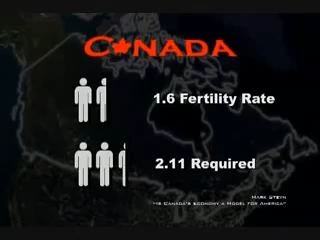 CANADA
1.6 Fertility Rate
2.11 Required
Mark Steyn
"Is Canada's Economy a Model for America"